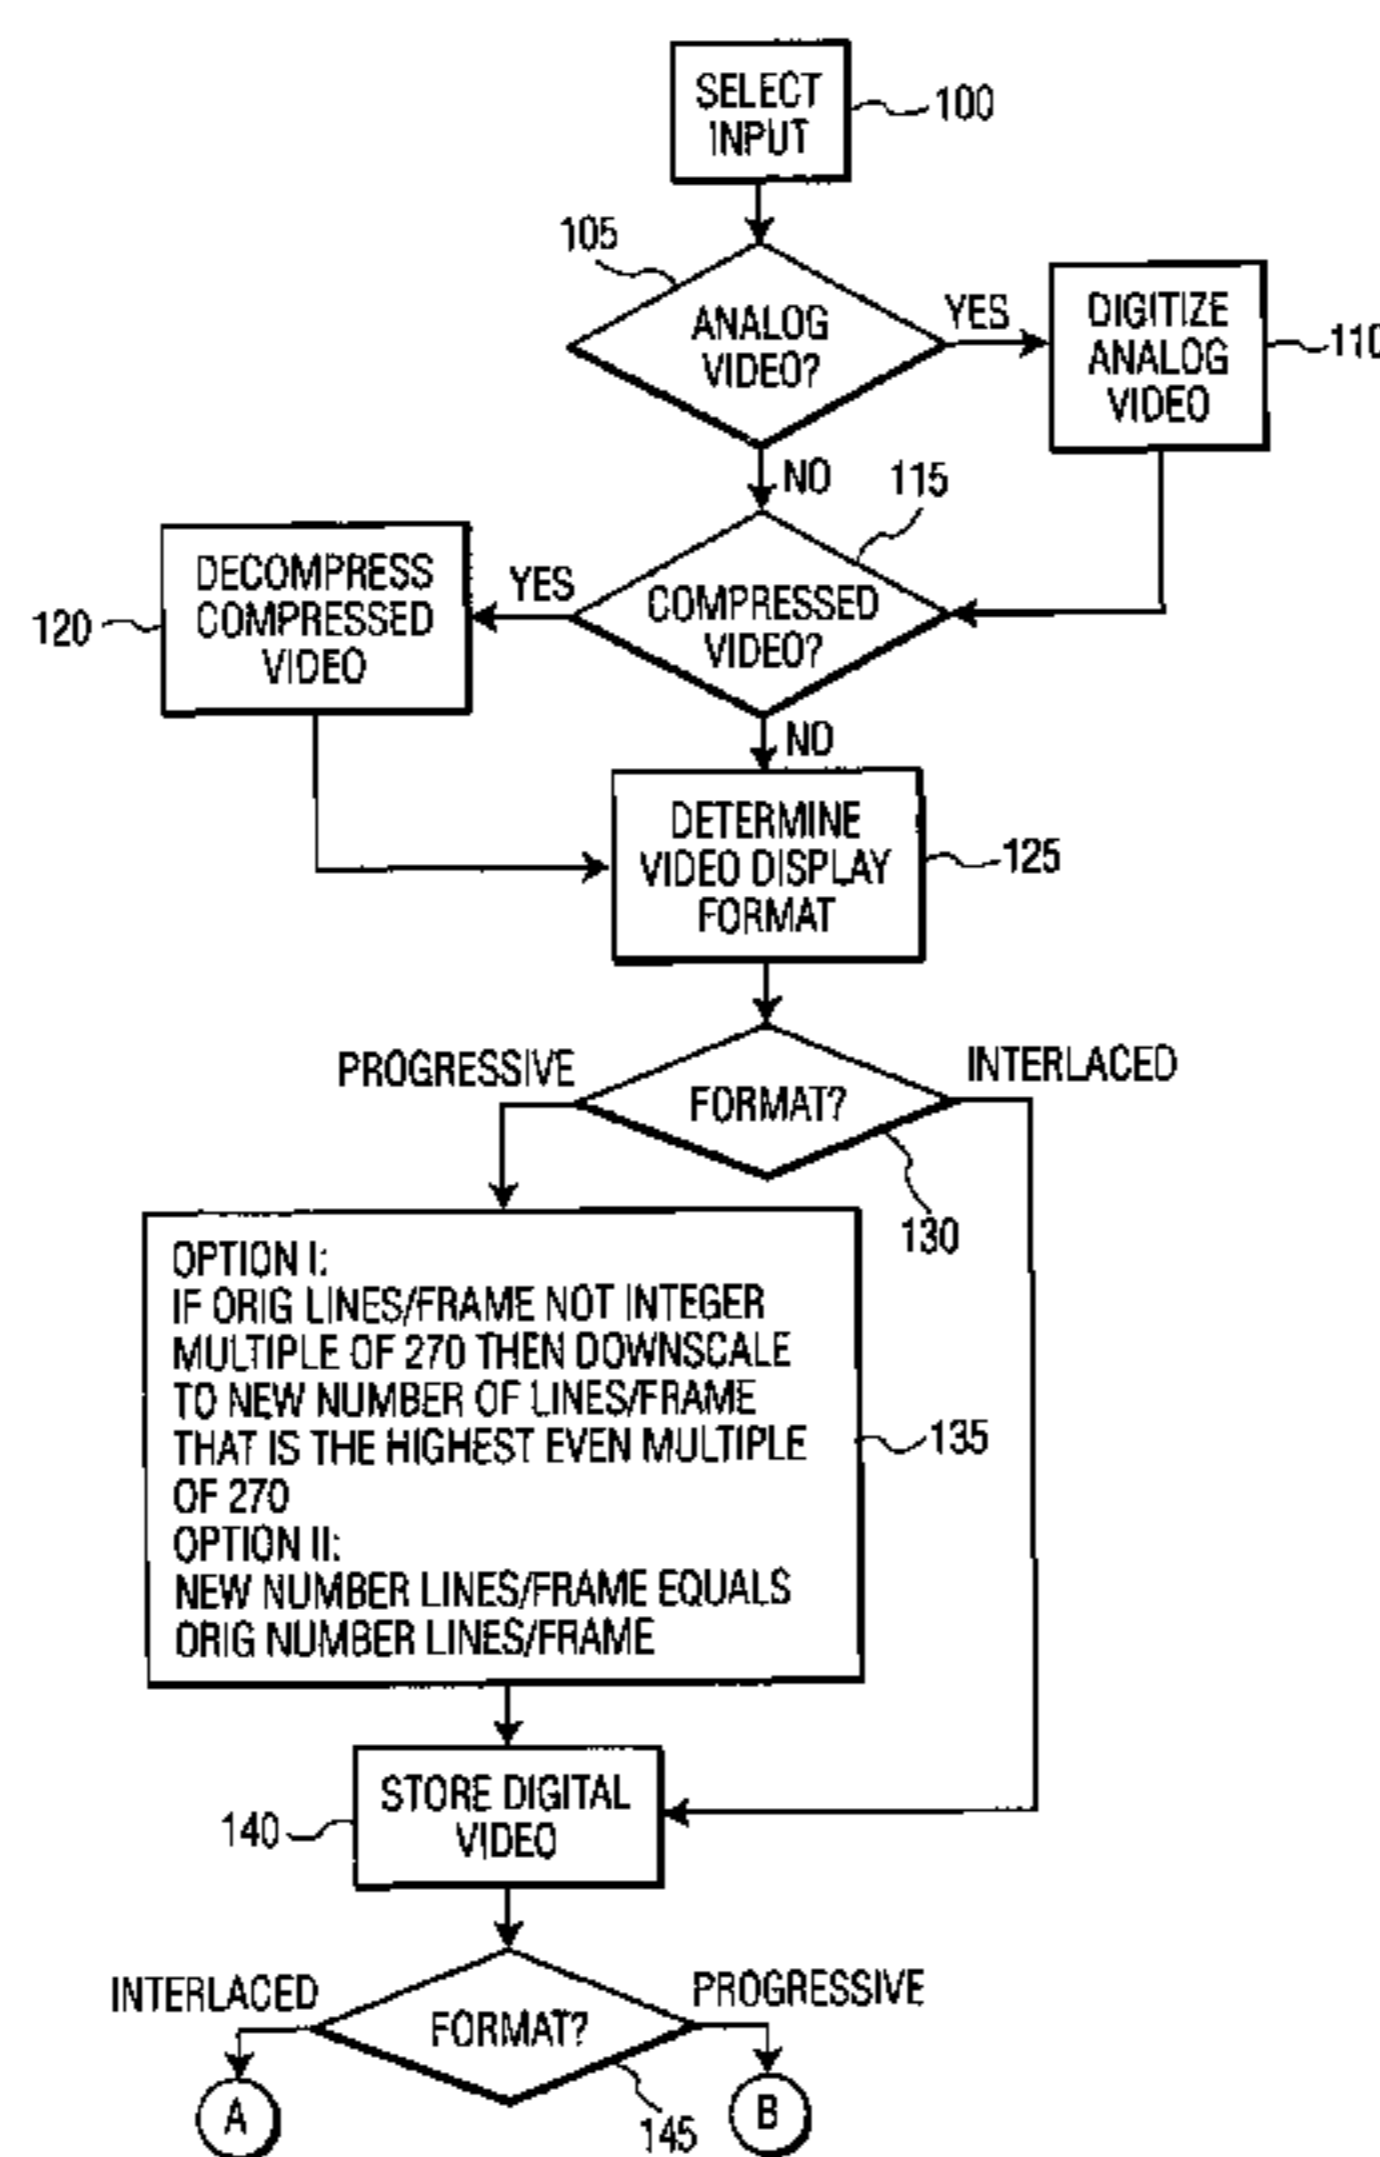 SELECT
INPUT
100
105
ANALOG
VIDEO?
YES
DIGITIZE
ANALOG
VIDEO
110
NO
115
COMPRESSED
VIDEO?
YES
DECOMPRESS
COMPRESSED
VIDEO
120
NO
DETERMINE
VIDEO DISPLAY
FORMAT
125
PROGRESSIVE
FORMAT?
INTERLACED
130
OPTION I:
IF ORIG LINES/FRAME NOT INTEGER
MULTIPLE OF 270 THEN DOWNSCALE
TO NEW NUMBER OF LINES/FRAME
THAT IS THE HIGHEST EVEN MULTIPLE
OF 270
OPTION II:
NEW NUMBER LINES/FRAME EQUALS
ORIG NUMBER LINES/FRAME
135
STORE DIGITAL
VIDEO
140
INTERLACED
FORMAT?
PROGRESSIVE
145
A
B